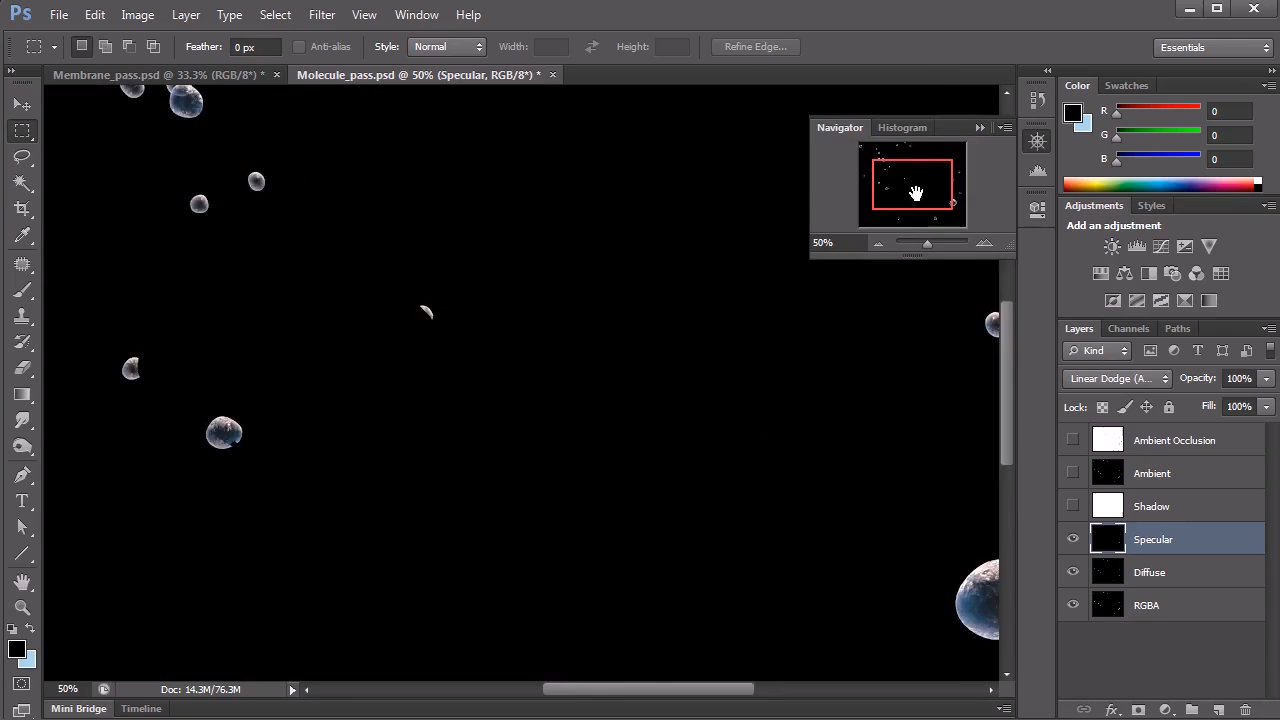 Ps File Edit Image Layer Type Select Filter View Window Help
Feather: 0 px Anti-alias Style: Normal Width: Height: Refine Edge... Essentials
Membrane_pass.psd @ 33.3% (RGB/8*) * × Molecule_pass.psd @ 50% (Specular, RGB/8*) * ×
Color Swatches
R 0
G 0
B 0
Navigator Histogram
50%
Adjustments Styles
Add an adjustment
Layers Channels Paths
Kind
Linear Dodge (A... Opacity: 100%
Lock: Fill: 100%
Ambient Occlusion
Ambient
Shadow
Specular
Diffuse
RGBA
50% Doc: 14.3M/76.3M
Mini Bridge Timeline